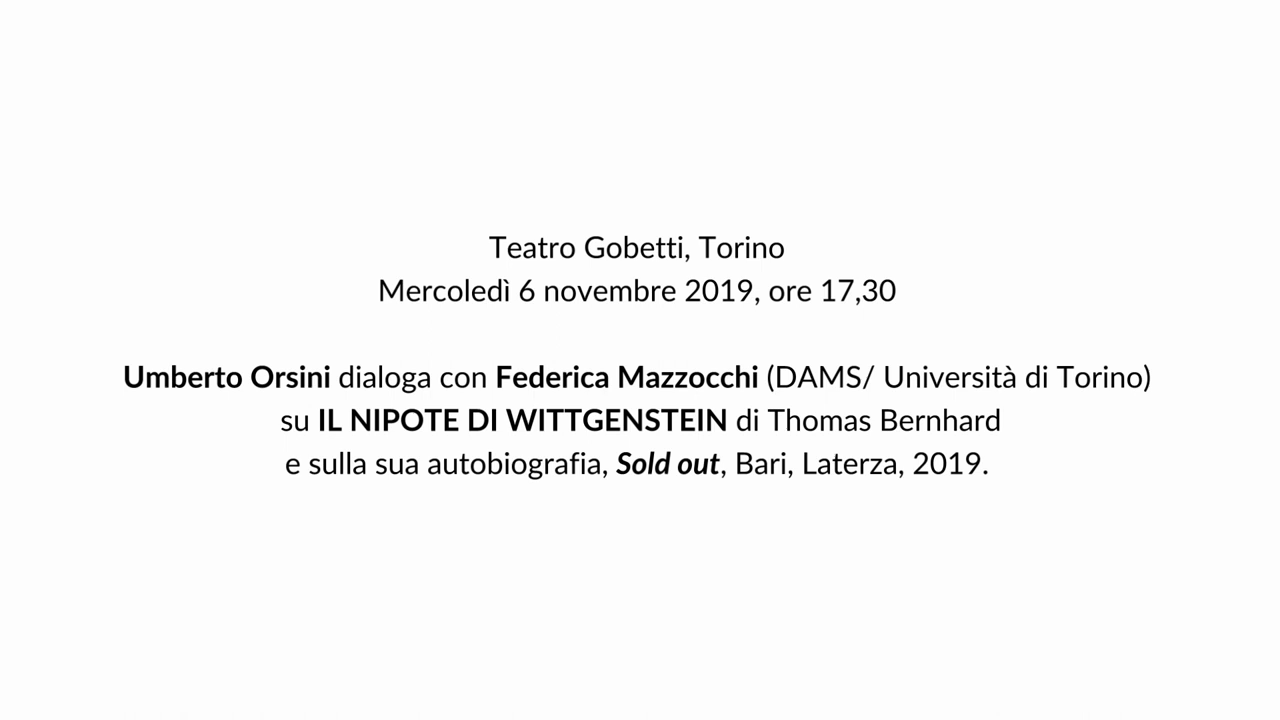 Teatro Gobetti, Torino
Mercoledì 6 novembre 2019, ore 17,30
Umberto Orsini dialoga con Federica Mazzocchi (DAMS/ Università di Torino)
su IL NIPOTE DI WITTGENSTEIN di Thomas Bernhard
e sulla sua autobiografia, Sold out, Bari, Laterza, 2019.